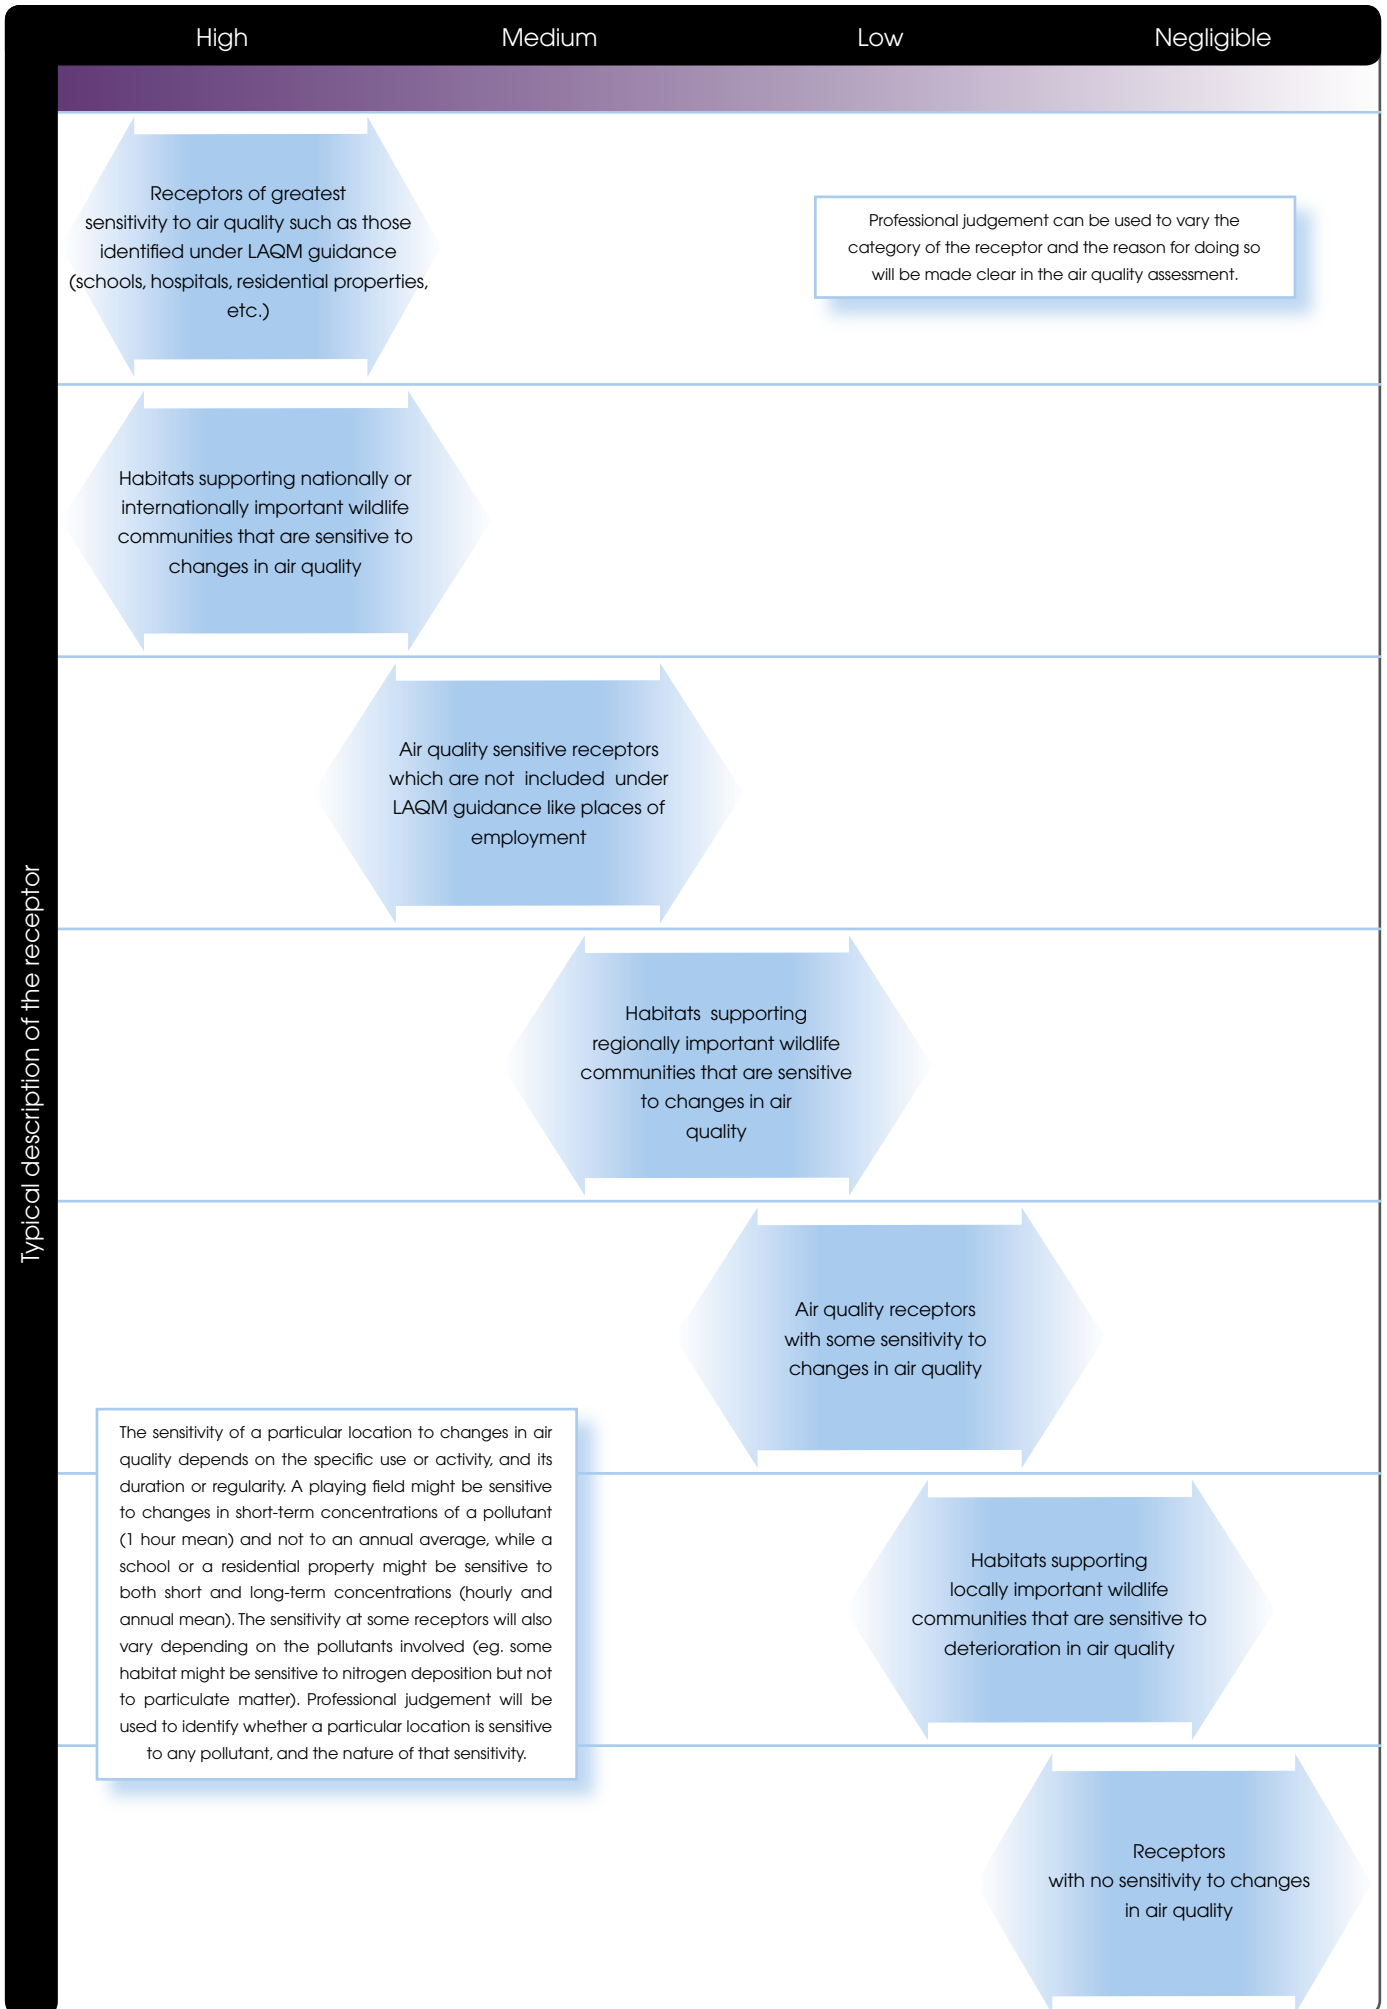 High Medium Low Negligible
Typical description of the receptor
Receptors of greatest
sensitivity to air quality such as those
identified under LAQM guidance
(schools, hospitals, residential properties,
etc.)
Professional judgement can be used to vary the
category of the receptor and the reason for doing so
will be made clear in the air quality assessment.
Habitats supporting nationally or
internationally important wildlife
communities that are sensitive to
changes in air quality
Air quality sensitive receptors
which are not included under
LAQM guidance like places of
employment
Habitats supporting
regionally important wildlife
communities that are sensitive
to changes in air
quality
Air quality receptors
with some sensitivity to
changes in air quality
The sensitivity of a particular location to changes in air
quality depends on the specific use or activity, and its
duration or regularity. A playing field might be sensitive
to changes in short-term concentrations of a pollutant
(1 hour mean) and not to an annual average, while a
school or a residential property might be sensitive to
both short and long-term concentrations (hourly and
annual mean). The sensitivity at some receptors will also
vary depending on the pollutants involved (eg. some
habitat might be sensitive to nitrogen deposition but not
to particulate matter). Professional judgement will be
used to identify whether a particular location is sensitive
to any pollutant, and the nature of that sensitivity.
Habitats supporting
locally important wildlife
communities that are sensitive to
deterioration in air quality
Receptors
with no sensitivity to changes
in air quality